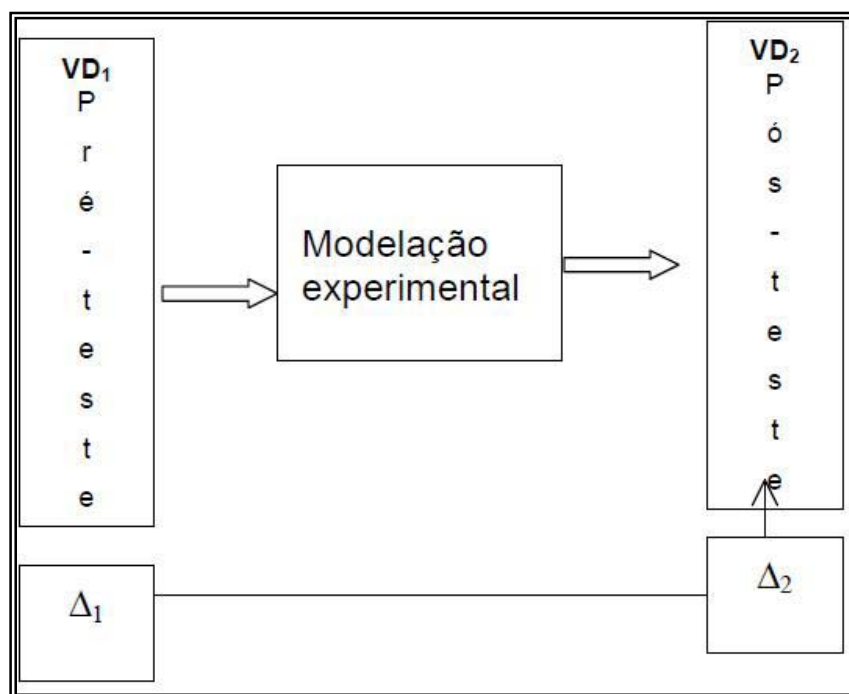 VD₁
P
r
é
-
t
e
s
t
e
Modelação
experimental
VD₂
P
ó
s
-
t
e
s
t
e
Δ₁
Δ₂